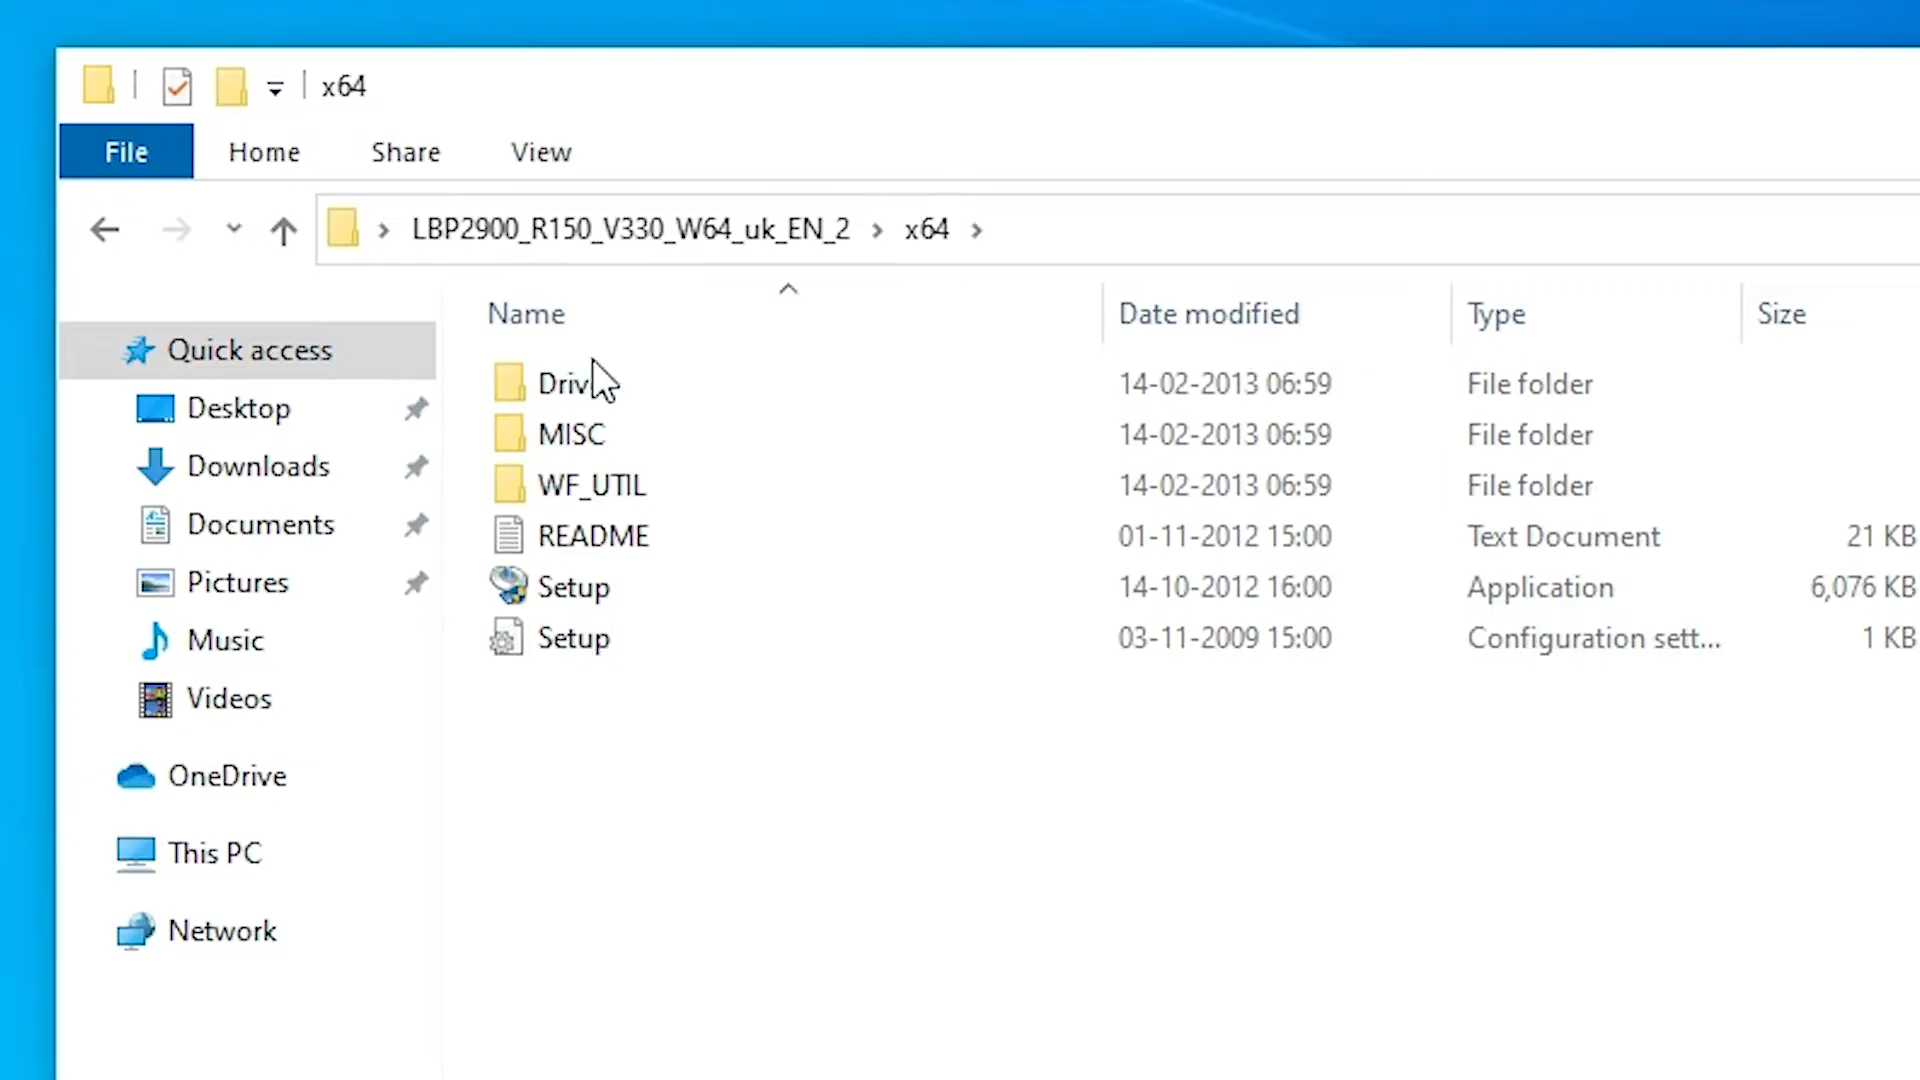 x64
File Home Share View
LBP2900_R150_V330_W64_uk_EN_2 x64
Name Date modified Type Size
Quick access
Desktop
Downloads
Documents
Pictures
Music
Videos
OneDrive
This PC
Network
14-02-2013 06:59 File folder
MISC 14-02-2013 06:59 File folder
WF_UTIL 14-02-2013 06:59 File folder
README 01-11-2012 15:00 Text Document 21 KB
Setup 14-10-2012 16:00 Application 6,076 KB
Setup 03-11-2009 15:00 Configuration sett... 1 KB